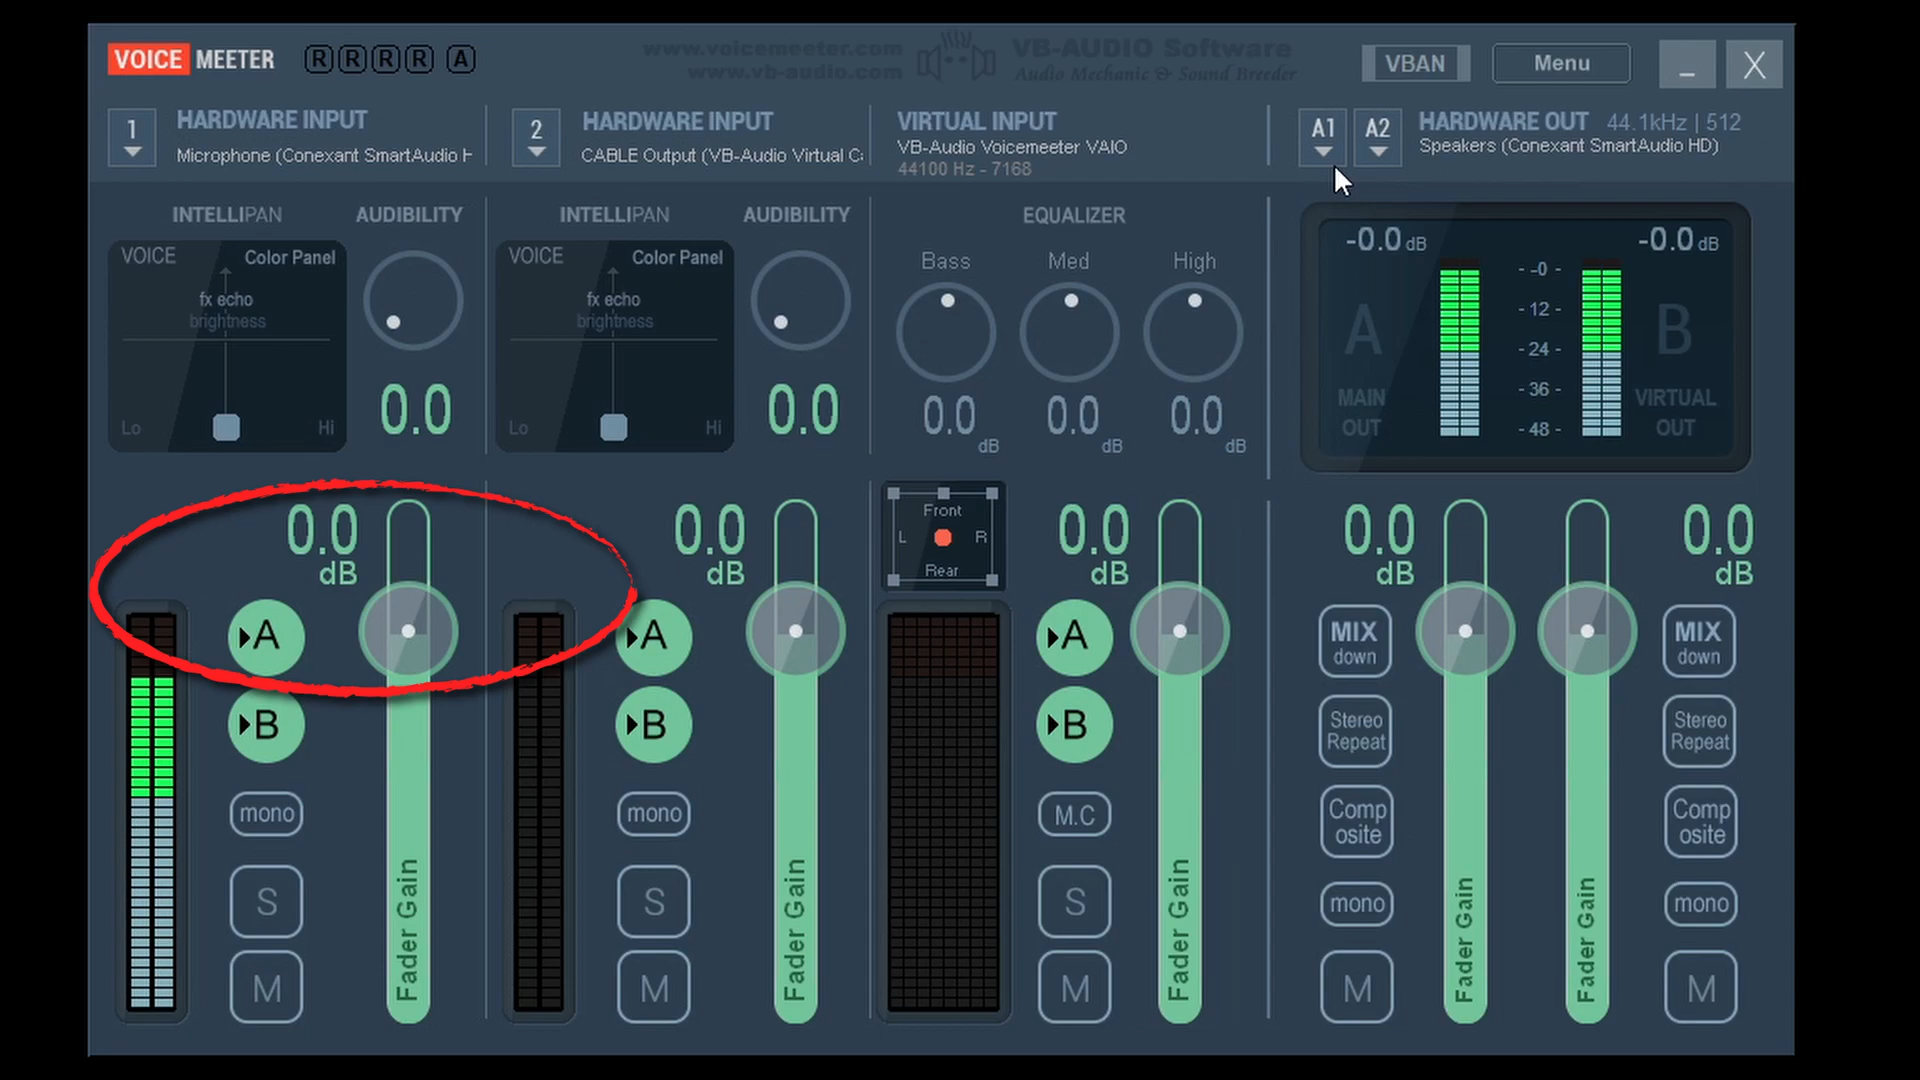 VOICE MEETER R R R R A
www.voicemeeter.com
www.vb-audio.com
VB-AUDIO Software
Audio Mechanic & Sound Breeder
VBAN
Menu
_
X
1
HARDWARE INPUT
Microphone (Conexant SmartAudio H
2
HARDWARE INPUT
CABLE Output (VB-Audio Virtual Ca
VIRTUAL INPUT
VB-Audio Voicemeeter VAIO
44100 Hz - 7168
A1
A2
HARDWARE OUT 44.1kHz | 512
Speakers (Conexant SmartAudio HD)
INTELLIPAN
AUDIBILITY
VOICE
Color Panel
fx echo
brightness
Lo
Hi
0.0
INTELLIPAN
AUDIBILITY
VOICE
Color Panel
fx echo
brightness
Lo
Hi
0.0
EQUALIZER
Bass
Med
High
0.0 dB
0.0 dB
0.0 dB
-0.0 dB
-0.0 dB
- 0 -
- 12 -
- 24 -
- 36 -
- 48 -
A
MAIN
OUT
B
VIRTUAL
OUT
0.0
dB
A
B
mono
S
M
Fader Gain
0.0
dB
A
B
mono
S
M
Fader Gain
Front
L
R
Rear
0.0
dB
A
B
M.C
S
M
Fader Gain
0.0
dB
MIX
down
Stereo
Repeat
Comp
osite
mono
M
Fader Gain
Fader Gain
0.0
dB
MIX
down
Stereo
Repeat
Comp
osite
mono
M